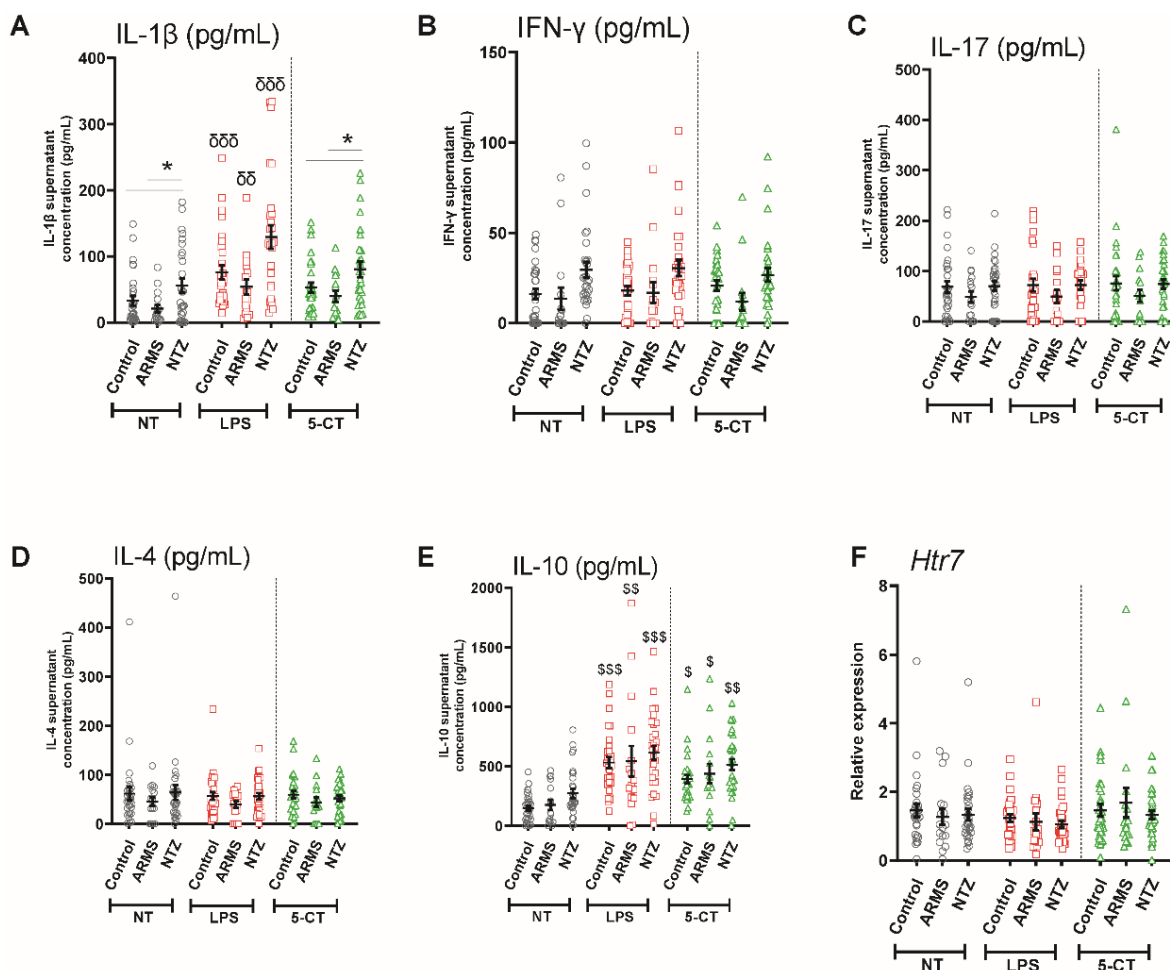 A
IL-1β (pg/mL)
IL-1β supernatant
concentration (pg/mL)
400
300
200
100
0
*
δδδ
δδ
δδδ
*
Control
ARMS
NTZ
Control
ARMS
NTZ
Control
ARMS
NTZ
NT
LPS
5-CT
B
IFN-γ (pg/mL)
IFN-γ supernatant
concentration (pg/mL)
150
100
50
0
Control
ARMS
NTZ
Control
ARMS
NTZ
Control
ARMS
NTZ
NT
LPS
5-CT
C
IL-17 (pg/mL)
IL-17 supernatant
concentration (pg/mL)
500
400
300
200
100
0
Control
ARMS
NTZ
Control
ARMS
NTZ
Control
ARMS
NTZ
NT
LPS
5-CT
D
IL-4 (pg/mL)
IL-4 supernatant
concentration (pg/mL)
500
400
300
200
100
0
Control
ARMS
NTZ
Control
ARMS
NTZ
Control
ARMS
NTZ
NT
LPS
5-CT
E
IL-10 (pg/mL)
IL-10 supernatant
concentration (pg/mL)
2000
1500
1000
500
0
$$$
$$
$$$
$
$
$$
Control
ARMS
NTZ
Control
ARMS
NTZ
Control
ARMS
NTZ
NT
LPS
5-CT
F
Htr7
Relative expression
8
6
4
2
0
Control
ARMS
NTZ
Control
ARMS
NTZ
Control
ARMS
NTZ
NT
LPS
5-CT